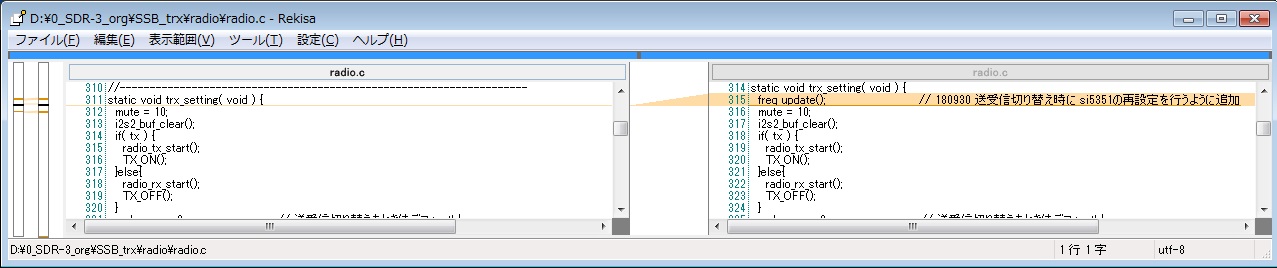 D:¥0_SDR-3_org¥SSB_trx¥radio¥radio.c - Rekisa
ファイル(F) 編集(E) 表示範囲(V) ツール(T) 設定(C) ヘルプ(H)
radio.c
310 //--------------------------------------------------------------------
311 static void trx_setting( void ) {
312 mute = 10;
313 i2s2_buf_clear();
314 if( tx ) {
315 radio_tx_start();
316 TX_ON();
317 }else{
318 radio_rx_start();
319 TX_OFF();
320 }
radio.c
314 static void trx_setting( void ) {
315 freq_update(); // 180930 送受信切り替え時に si5351の再設定を行うように追加
316 mute = 10;
317 i2s2_buf_clear();
318 if( tx ) {
319 radio_tx_start();
320 TX_ON();
321 }else{
322 radio_rx_start();
323 TX_OFF();
324 }
D:¥0_SDR-3_org¥SSB_trx¥radio¥radio.c
1 行 1 字
utf-8